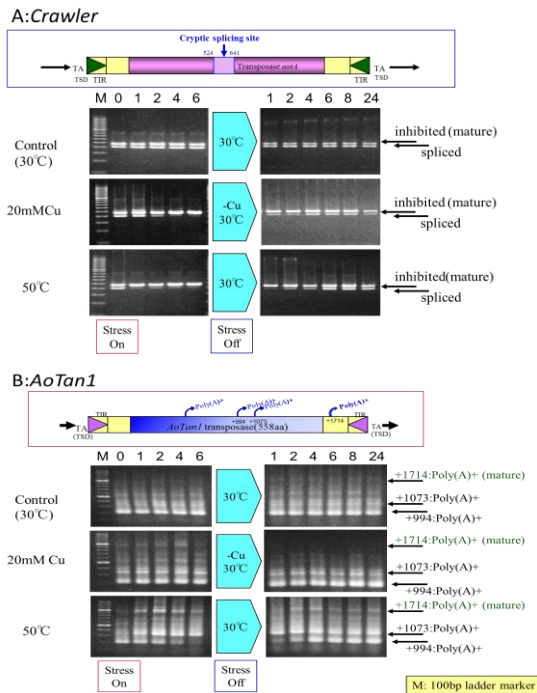 A:Crawler
Cryptic splicing site
524 641
TA TSD TIR Transposase aotA TIR TA TSD
M 0 1 2 4 6 1 2 4 6 8 24
Control (30℃) 30℃ inhibited (mature) spliced
20mMCu -Cu 30℃ inhibited (mature) spliced
50℃ 30℃ inhibited(mature) spliced
Stress On Stress Off
B:AoTan1
Poly(A)+ Poly(A)+ Poly(A)+ Poly(A)+
TIR +994 +1073 +1714 TIR
TA (TSD) AoTan1 transposase(558aa) TA (TSD)
M 0 1 2 4 6 1 2 4 6 8 24
+1714:Poly(A)+ (mature)
Control (30℃) 30℃ +1073:Poly(A)+
+994:Poly(A)+
20mM Cu -Cu 30℃ +1714:Poly(A)+ (mature)
+1073:Poly(A)+
+994:Poly(A)+
50℃ 30℃ +1714:Poly(A)+ (mature)
+1073:Poly(A)+
+994:Poly(A)+
Stress On Stress Off
M: 100bp ladder marker